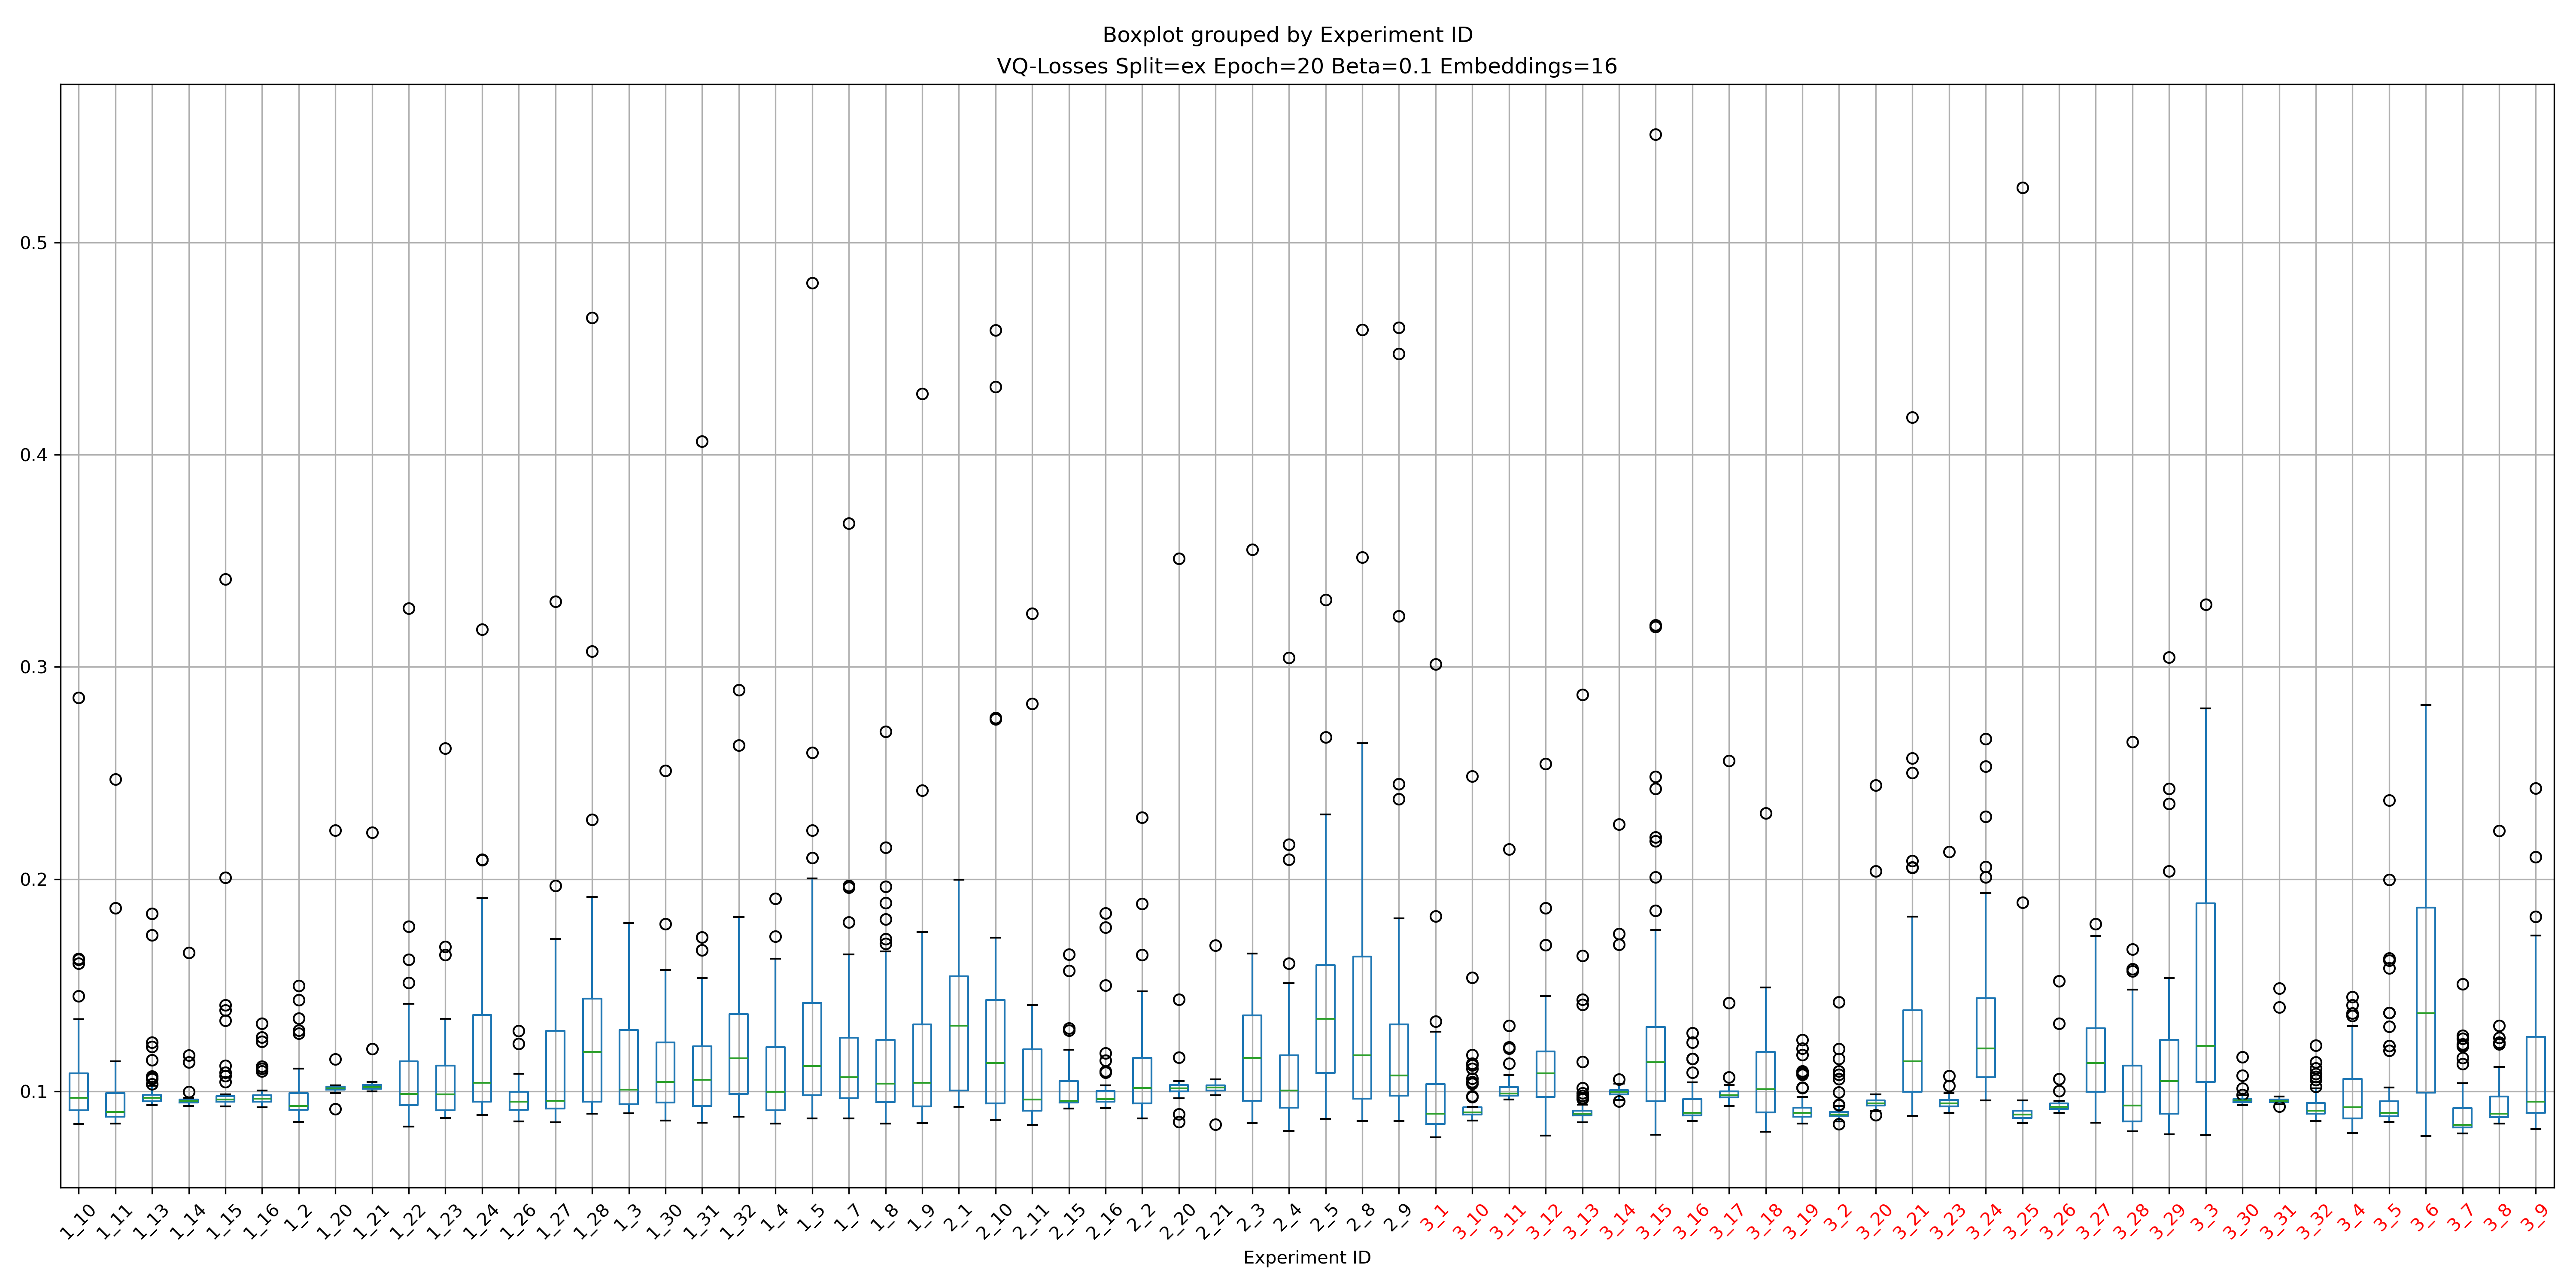 Boxplot grouped by Experiment ID
VQ-Losses Split=ex Epoch=20 Beta=0.1 Embeddings=16
0.5
0.4
0.3
0.2
0.1
1_10 1_11 1_13 1_14 1_15 1_16 1_2 1_20 1_21 1_22 1_23 1_24 1_26 1_27 1_28 1_3 1_30 1_31 1_32 1_4 1_5 1_7 1_8 1_9 2_1 2_10 2_11 2_15 2_16 2_2 2_20 2_21 2_3 2_4 2_5 2_8 2_9 3_1 3_10 3_11 3_12 3_13 3_14 3_15 3_16 3_17 3_18 3_19 3_2 3_20 3_21 3_23 3_24 3_25 3_26 3_27 3_28 3_29 3_3 3_30 3_31 3_32 3_4 3_5 3_6 3_7 3_8 3_9
Experiment ID